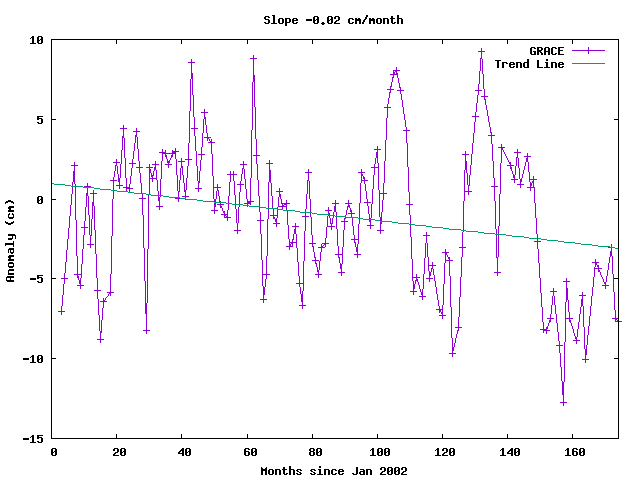 Slope -0.02 cm/month
GRACE
Trend Line
Anomaly (cm)
10
5
0
-5
-10
-15
0 20 40 60 80 100 120 140 160
Months since Jan 2002